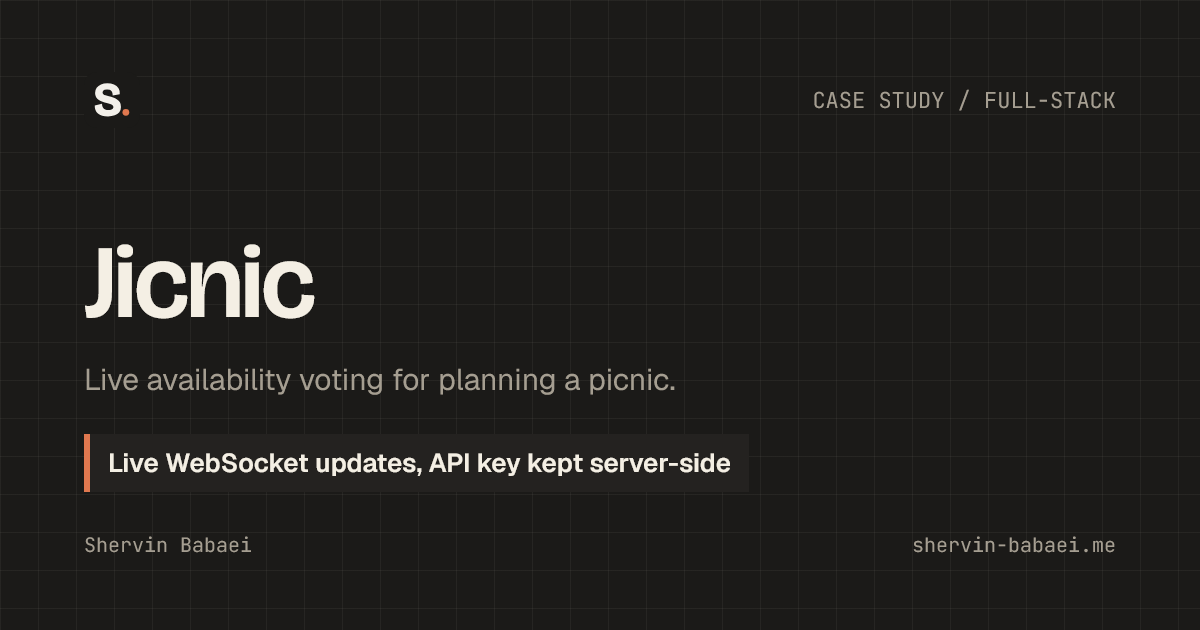 S.
CASE STUDY / FULL-STACK
Jicnic
Live availability voting for planning a picnic.
Live WebSocket updates, API key kept server-side
Shervin Babaei
shervin-babaei.me